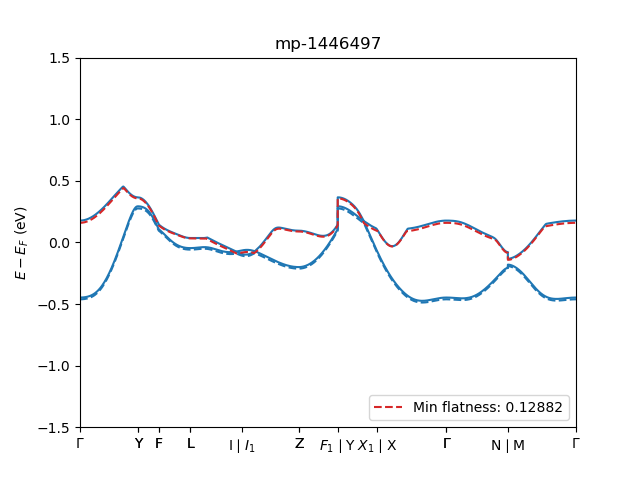 mp-1446497
1.5
1.0
0.5
0.0
−0.5
−1.0
−1.5
E − E_F (eV)
Min flatness: 0.12882
Γ Y F L I | I₁ Z F₁ | Y X₁ | X Γ N | M Γ